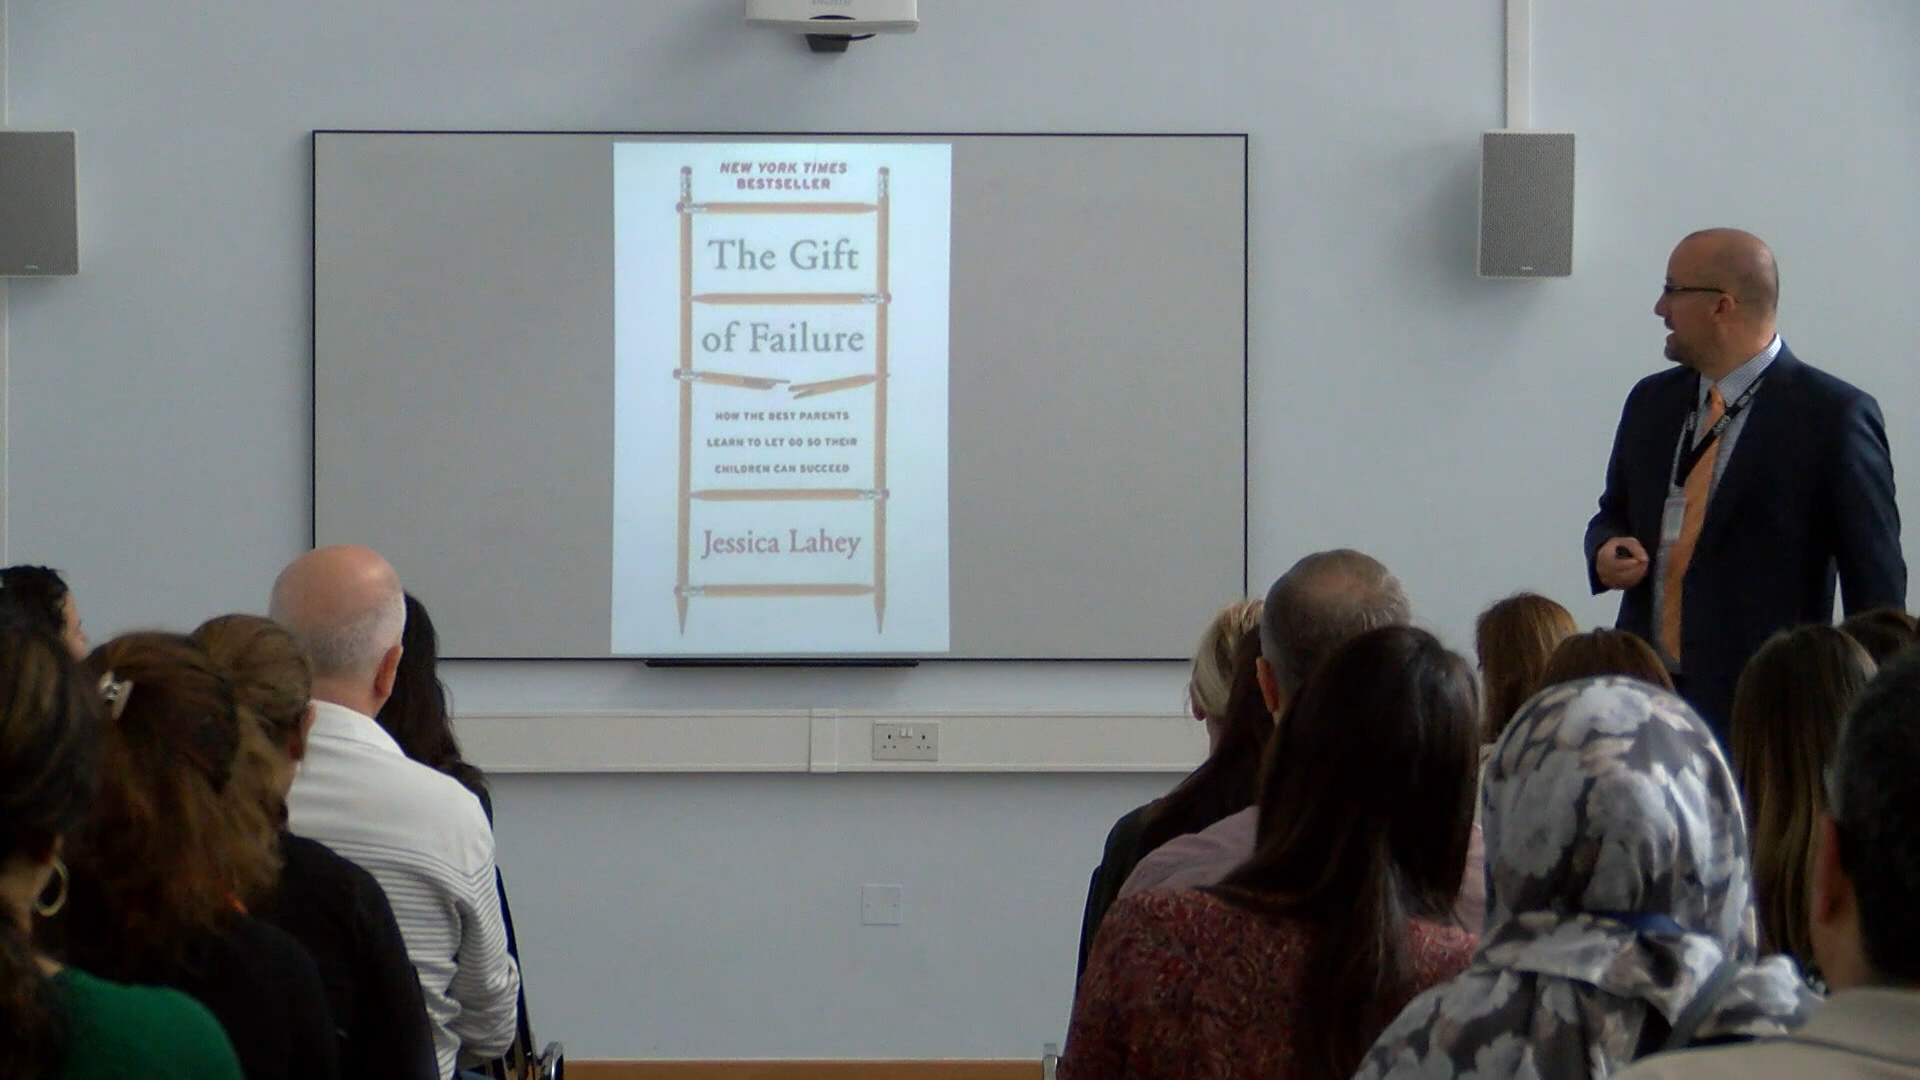 NEW YORK TIMES
BESTSELLER
The Gift
of Failure
HOW THE BEST PARENTS
LEARN TO LET GO SO THEIR
CHILDREN CAN SUCCEED
Jessica Lahey